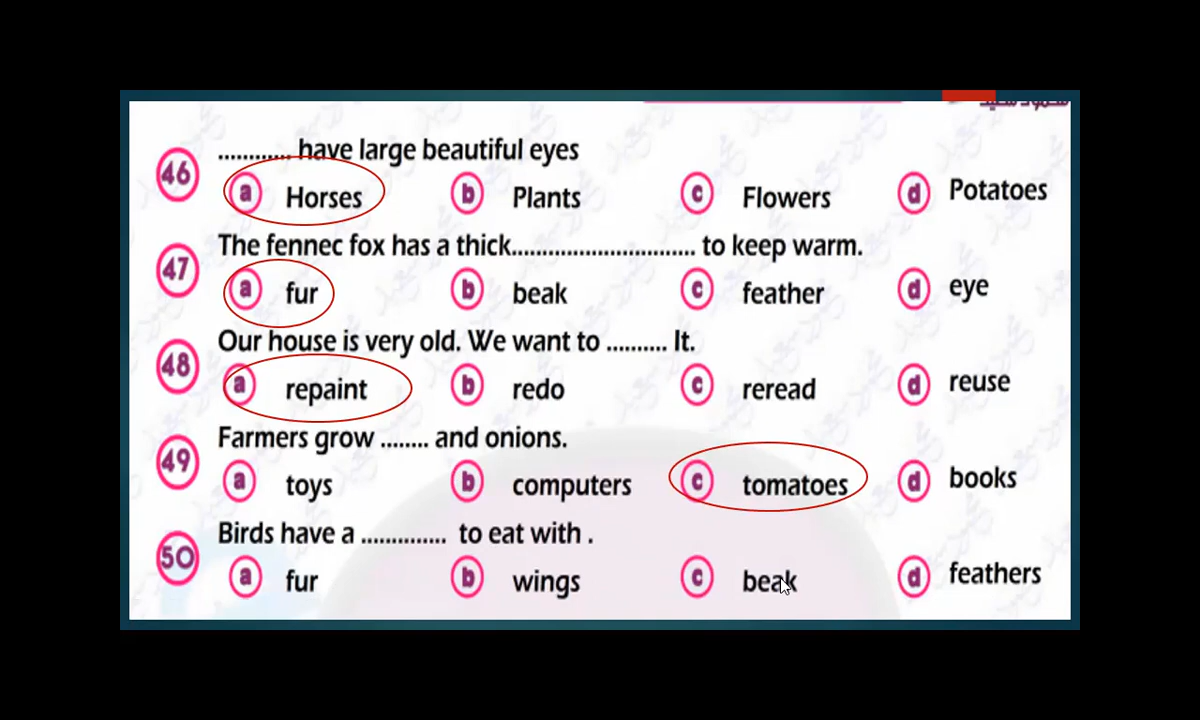 محمود سعيد
46 ............ have large beautiful eyes
a Horses b Plants c Flowers d Potatoes
47 The fennec fox has a thick............................ to keep warm.
a fur b beak c feather d eye
48 Our house is very old. We want to .......... It.
a repaint b redo c reread d reuse
49 Farmers grow ........ and onions.
a toys b computers c tomatoes d books
50 Birds have a .............. to eat with .
a fur b wings c beak d feathers